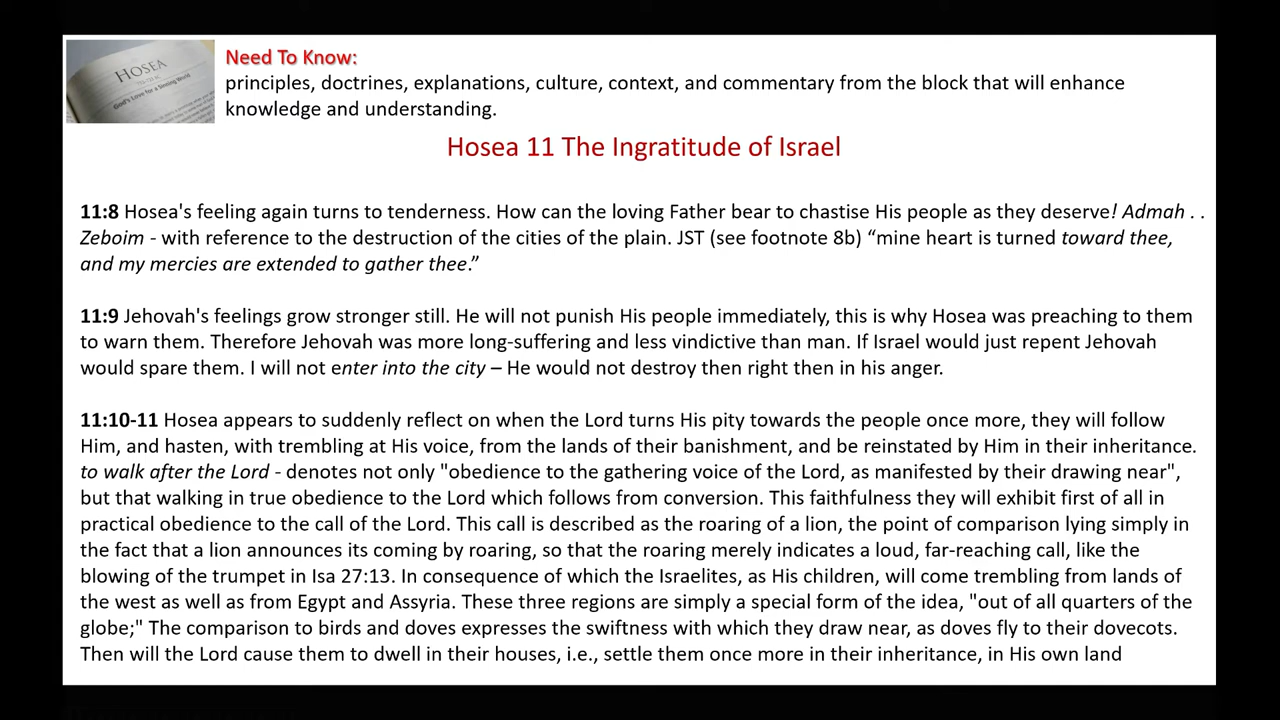 HOSEA
God's Love for a Sinning World
Need To Know:
principles, doctrines, explanations, culture, context, and commentary from the block that will enhance
knowledge and understanding.
Hosea 11 The Ingratitude of Israel
11:8 Hosea's feeling again turns to tenderness. How can the loving Father bear to chastise His people as they deserve! Admah . .
Zeboim - with reference to the destruction of the cities of the plain. JST (see footnote 8b) “mine heart is turned toward thee,
and my mercies are extended to gather thee.”
11:9 Jehovah's feelings grow stronger still. He will not punish His people immediately, this is why Hosea was preaching to them
to warn them. Therefore Jehovah was more long-suffering and less vindictive than man. If Israel would just repent Jehovah
would spare them. I will not enter into the city – He would not destroy then right then in his anger.
11:10-11 Hosea appears to suddenly reflect on when the Lord turns His pity towards the people once more, they will follow
Him, and hasten, with trembling at His voice, from the lands of their banishment, and be reinstated by Him in their inheritance.
to walk after the Lord - denotes not only "obedience to the gathering voice of the Lord, as manifested by their drawing near",
but that walking in true obedience to the Lord which follows from conversion. This faithfulness they will exhibit first of all in
practical obedience to the call of the Lord. This call is described as the roaring of a lion, the point of comparison lying simply in
the fact that a lion announces its coming by roaring, so that the roaring merely indicates a loud, far-reaching call, like the
blowing of the trumpet in Isa 27:13. In consequence of which the Israelites, as His children, will come trembling from lands of
the west as well as from Egypt and Assyria. These three regions are simply a special form of the idea, "out of all quarters of the
globe;" The comparison to birds and doves expresses the swiftness with which they draw near, as doves fly to their dovecots.
Then will the Lord cause them to dwell in their houses, i.e., settle them once more in their inheritance, in His own land